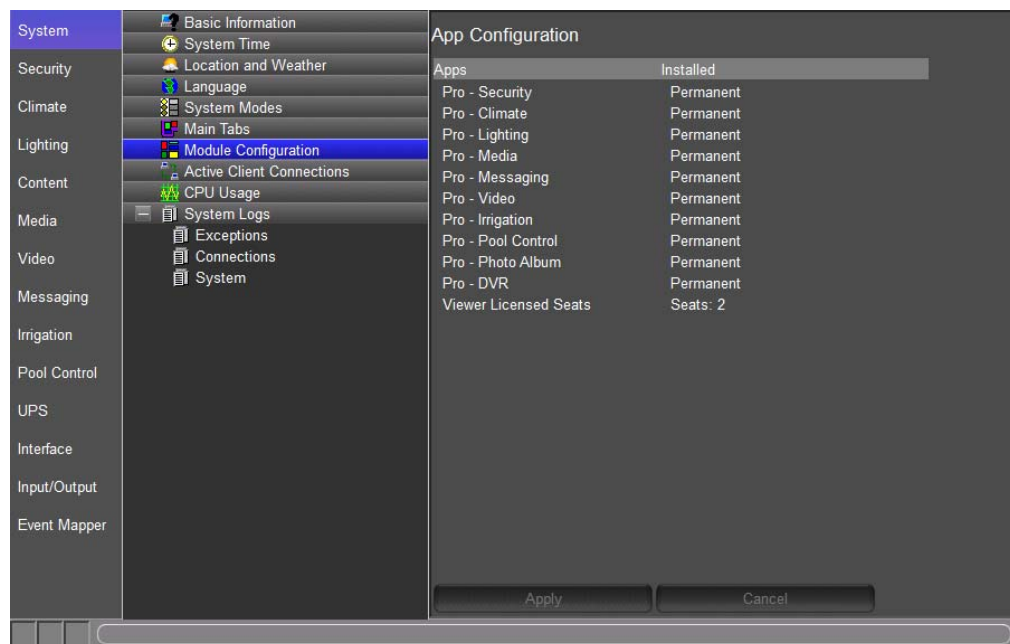 System
Security
Climate
Lighting
Content
Media
Video
Messaging
Irrigation
Pool Control
UPS
Interface
Input/Output
Event Mapper
Basic Information
System Time
Location and Weather
Language
System Modes
Main Tabs
Module Configuration
Active Client Connections
CPU Usage
System Logs
Exceptions
Connections
System
App Configuration
Apps Installed
Pro - Security Permanent
Pro - Climate Permanent
Pro - Lighting Permanent
Pro - Media Permanent
Pro - Messaging Permanent
Pro - Video Permanent
Pro - Irrigation Permanent
Pro - Pool Control Permanent
Pro - Photo Album Permanent
Pro - DVR Permanent
Viewer Licensed Seats Seats: 2
Apply Cancel